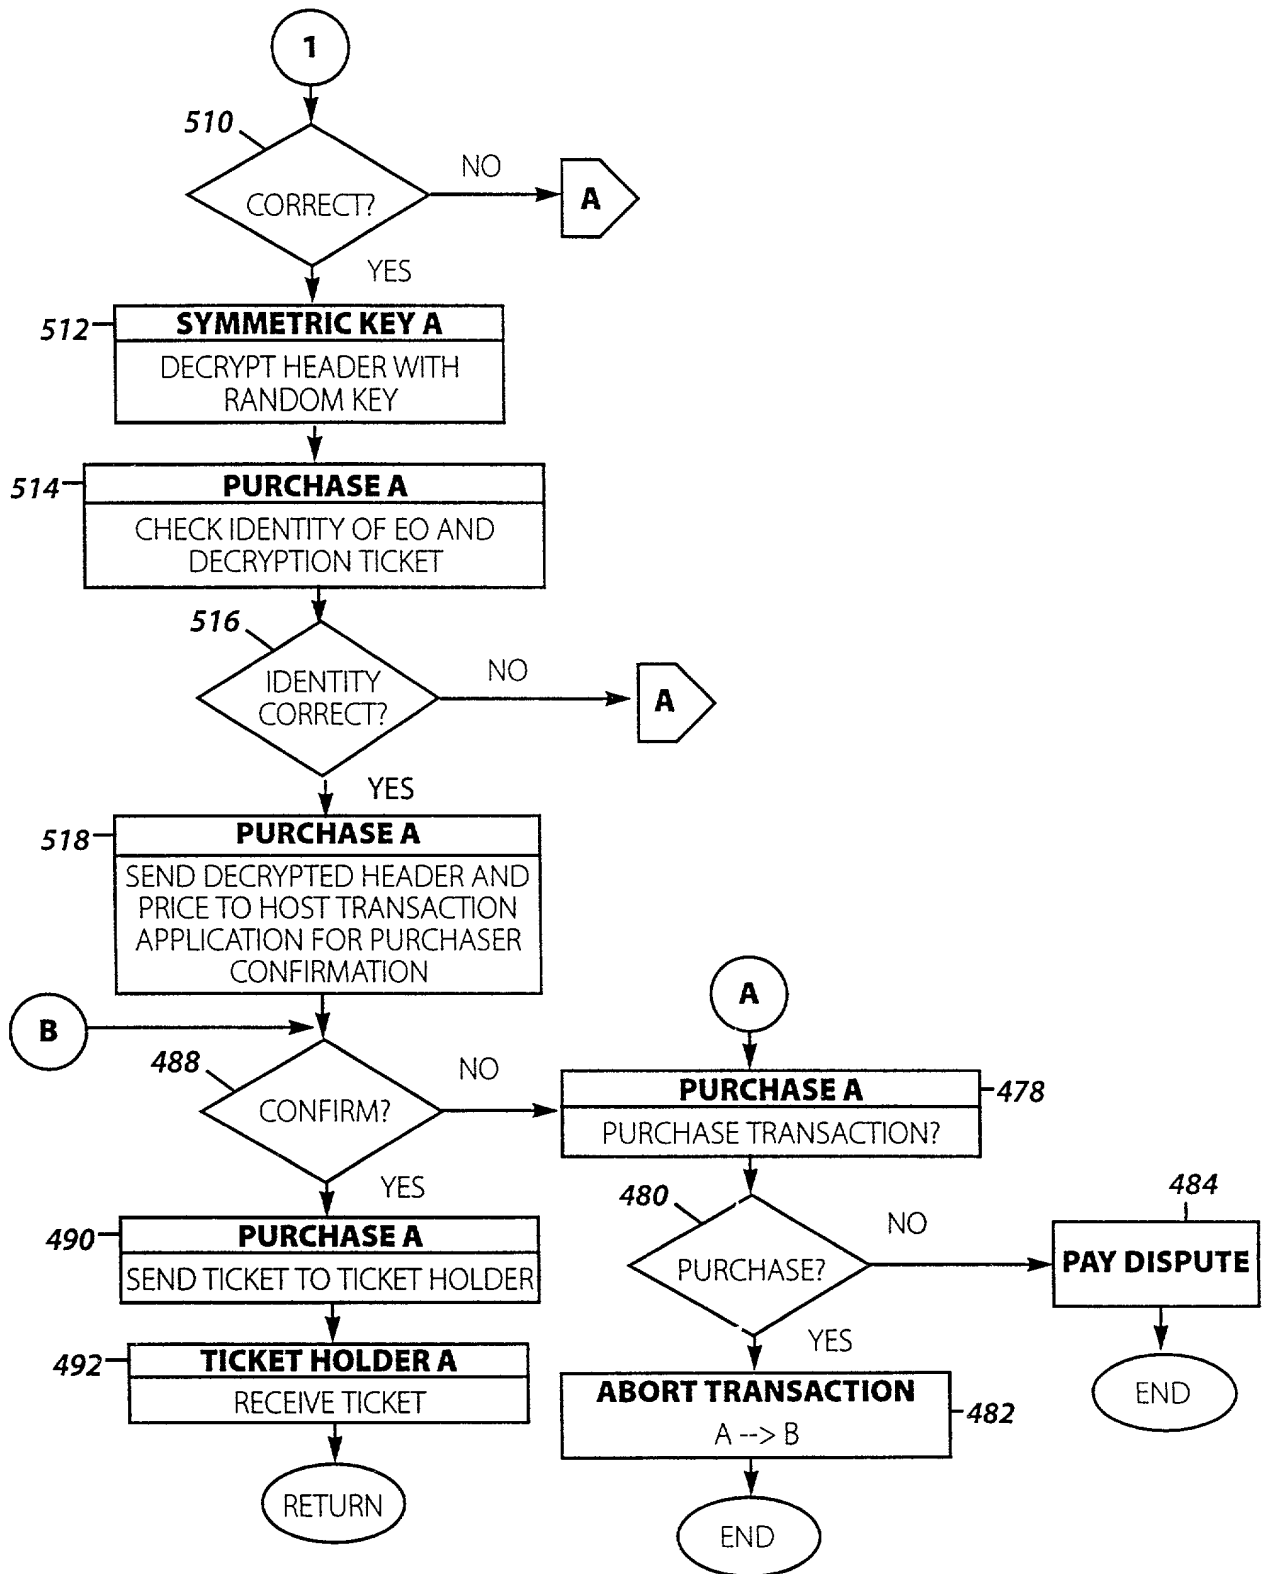 1
510
CORRECT?
NO
A
YES
512
SYMMETRIC KEY A
DECRYPT HEADER WITH
RANDOM KEY
514
PURCHASE A
CHECK IDENTITY OF EO AND
DECRYPTION TICKET
516
IDENTITY
CORRECT?
NO
A
YES
518
PURCHASE A
SEND DECRYPTED HEADER AND
PRICE TO HOST TRANSACTION
APPLICATION FOR PURCHASER
CONFIRMATION
B
488
CONFIRM?
NO
YES
490
PURCHASE A
SEND TICKET TO TICKET HOLDER
492
TICKET HOLDER A
RECEIVE TICKET
RETURN
A
PURCHASE A
478
PURCHASE TRANSACTION?
480
PURCHASE?
NO
484
PAY DISPUTE
END
YES
ABORT TRANSACTION
482
A --> B
END